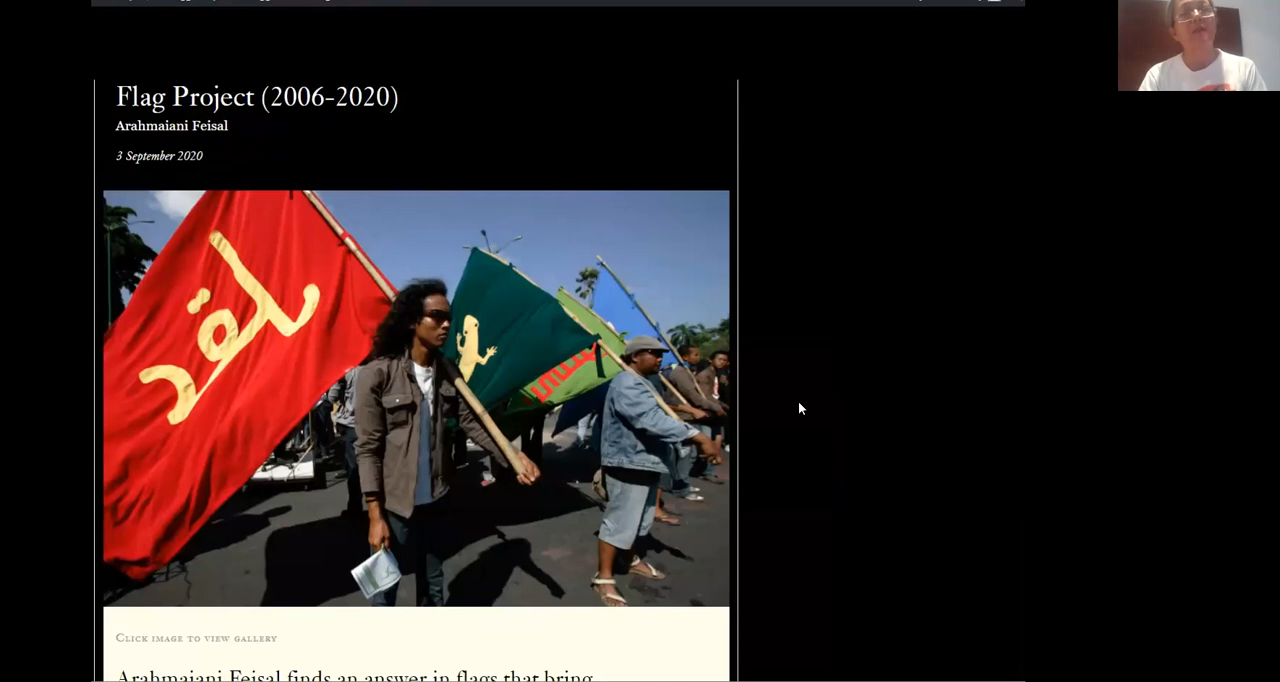 Flag Project (2006-2020)
Arahmaiani Feisal
3 September 2020
Click image to view gallery
Arahmaiani Feisal finds an answer in flags that bring